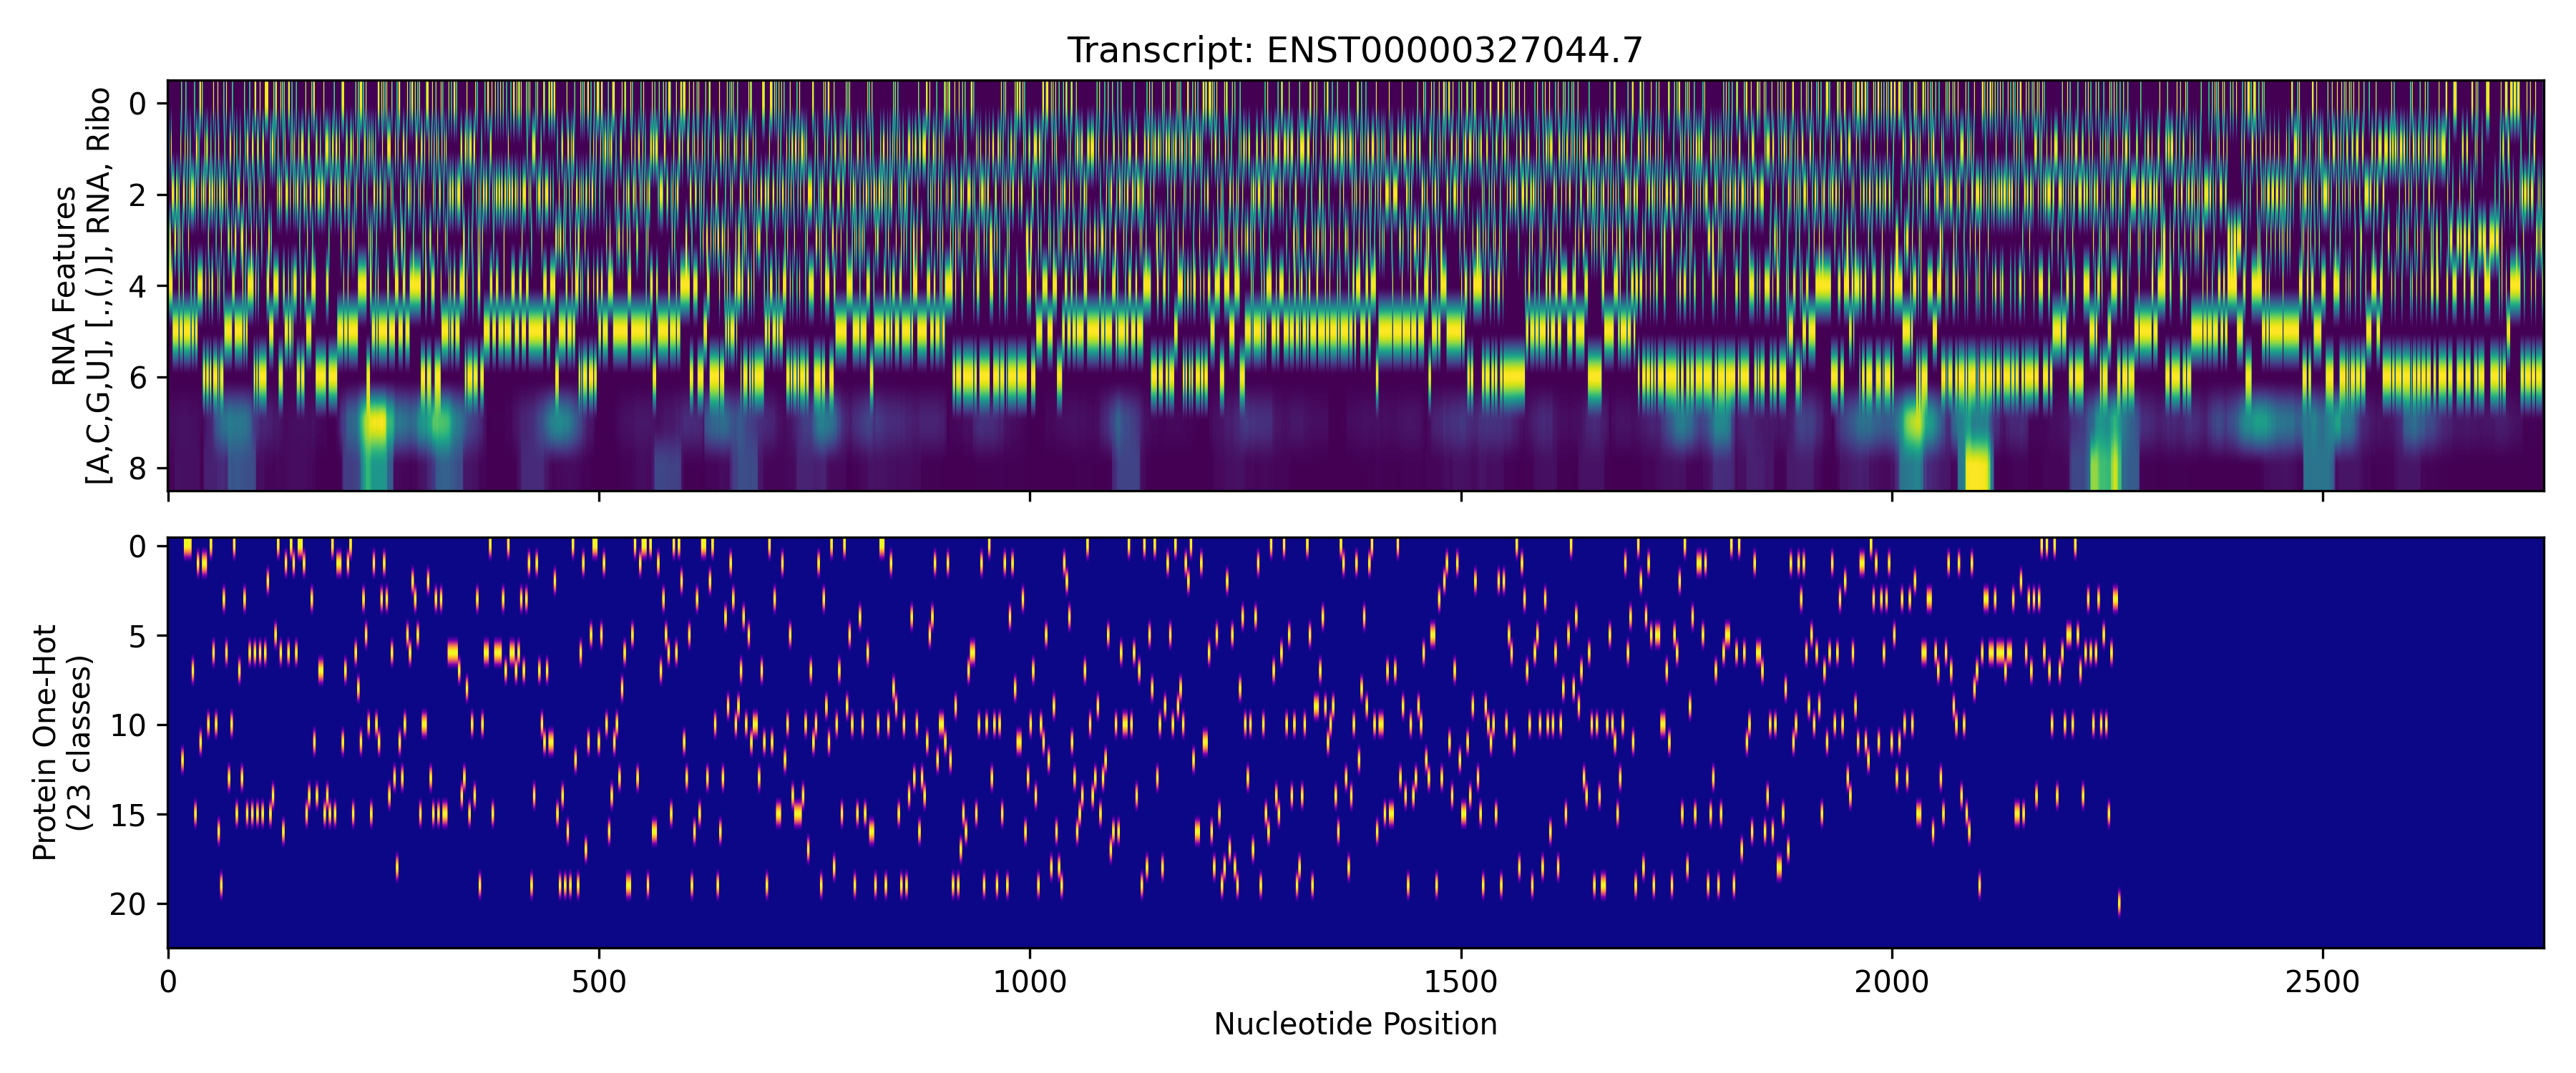 Transcript: ENST00000327044.7
RNA Features
[A,C,G,U], [.,(,)], RNA, Ribo
0
2
4
6
8
Protein One-Hot
(23 classes)
0
5
10
15
20
0
500
1000
1500
2000
2500
Nucleotide Position